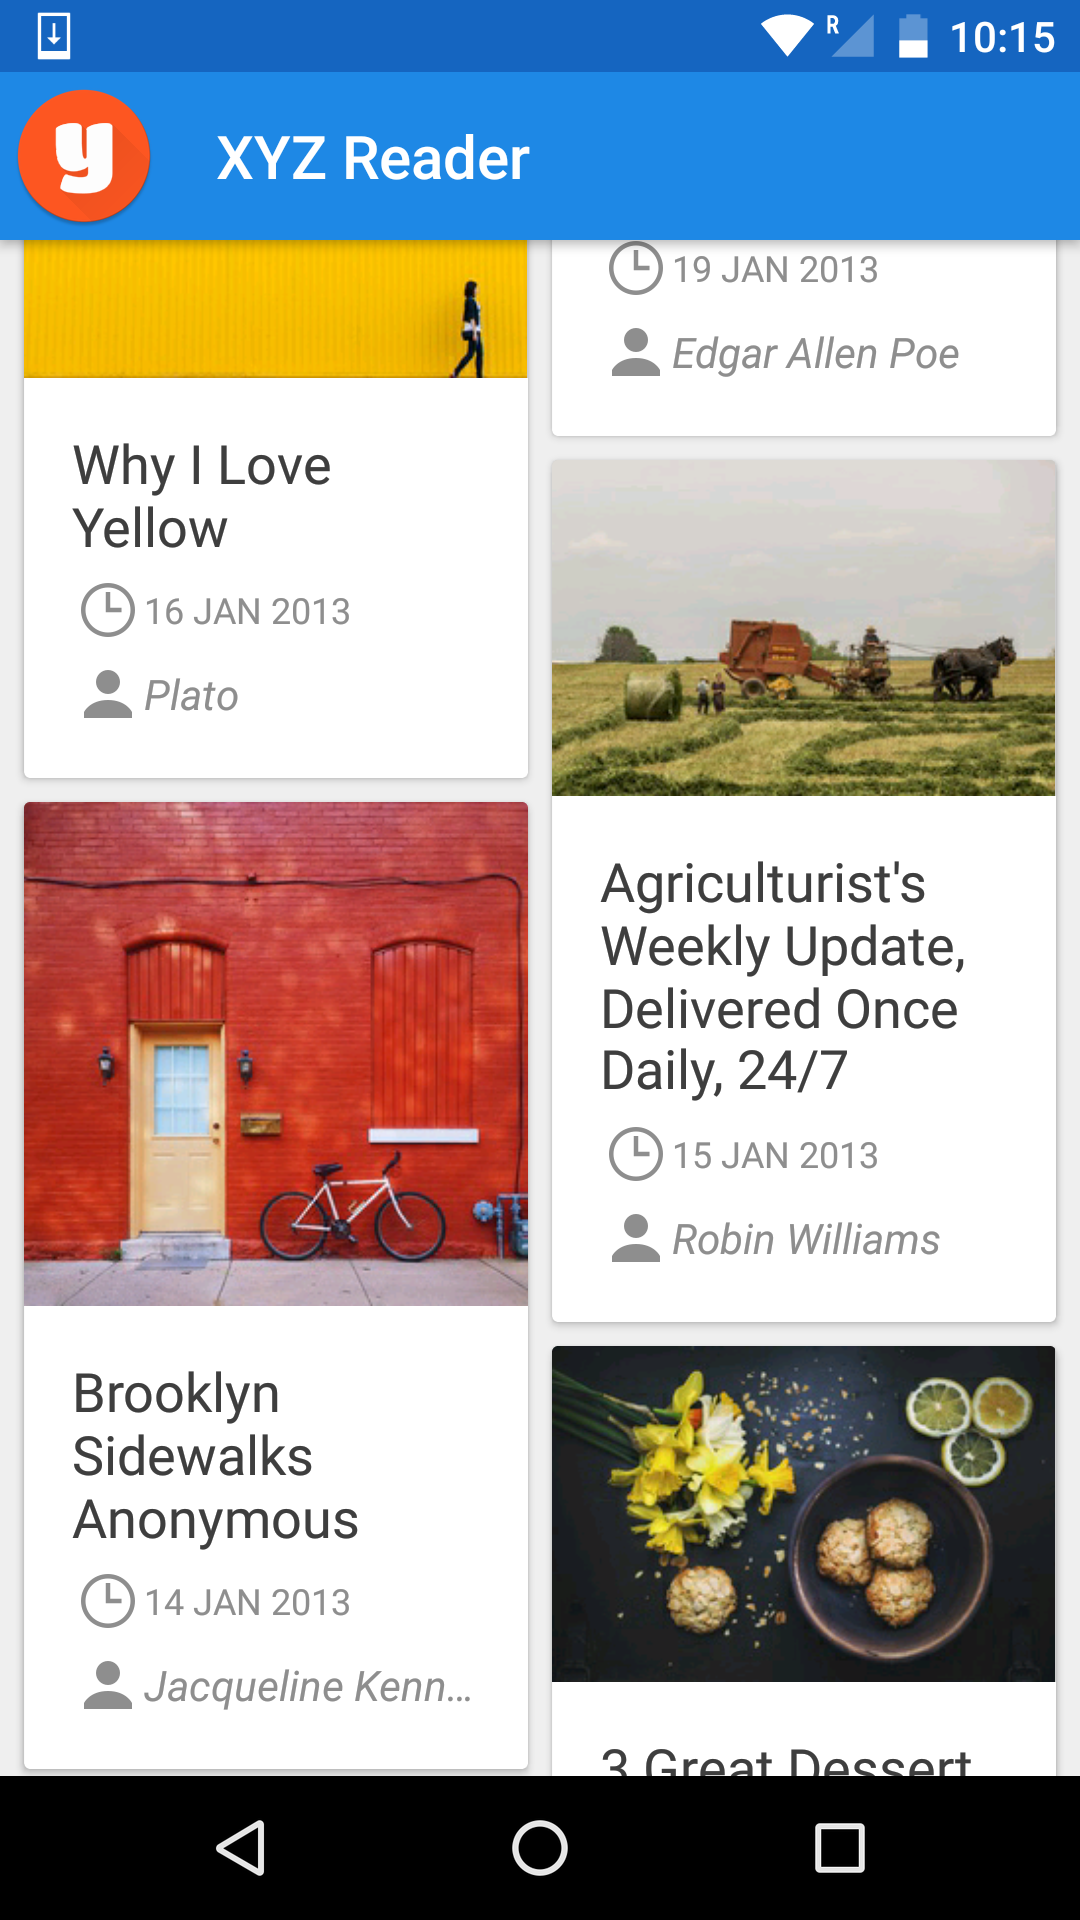 R
10:15
y
XYZ Reader
Why I Love
Yellow
16 JAN 2013
Plato
Brooklyn
Sidewalks
Anonymous
14 JAN 2013
Jacqueline Kenn...
19 JAN 2013
Edgar Allen Poe
Agriculturist's
Weekly Update,
Delivered Once
Daily, 24/7
15 JAN 2013
Robin Williams
3 Great Dessert